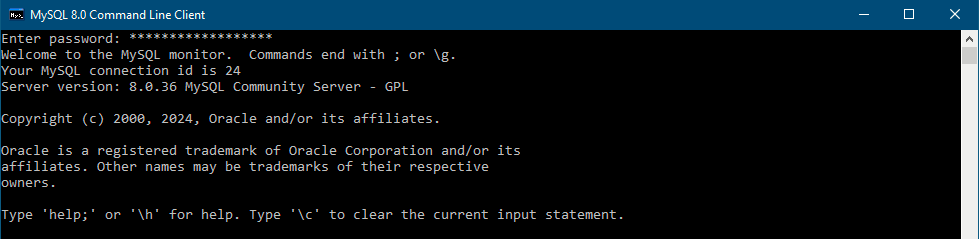 MySQL 8.0 Command Line Client
Enter password: ******************
Welcome to the MySQL monitor.  Commands end with ; or \g.
Your MySQL connection id is 24
Server version: 8.0.36 MySQL Community Server - GPL
Copyright (c) 2000, 2024, Oracle and/or its affiliates.
Oracle is a registered trademark of Oracle Corporation and/or its
affiliates. Other names may be trademarks of their respective
owners.
Type 'help;' or '\h' for help. Type '\c' to clear the current input statement.